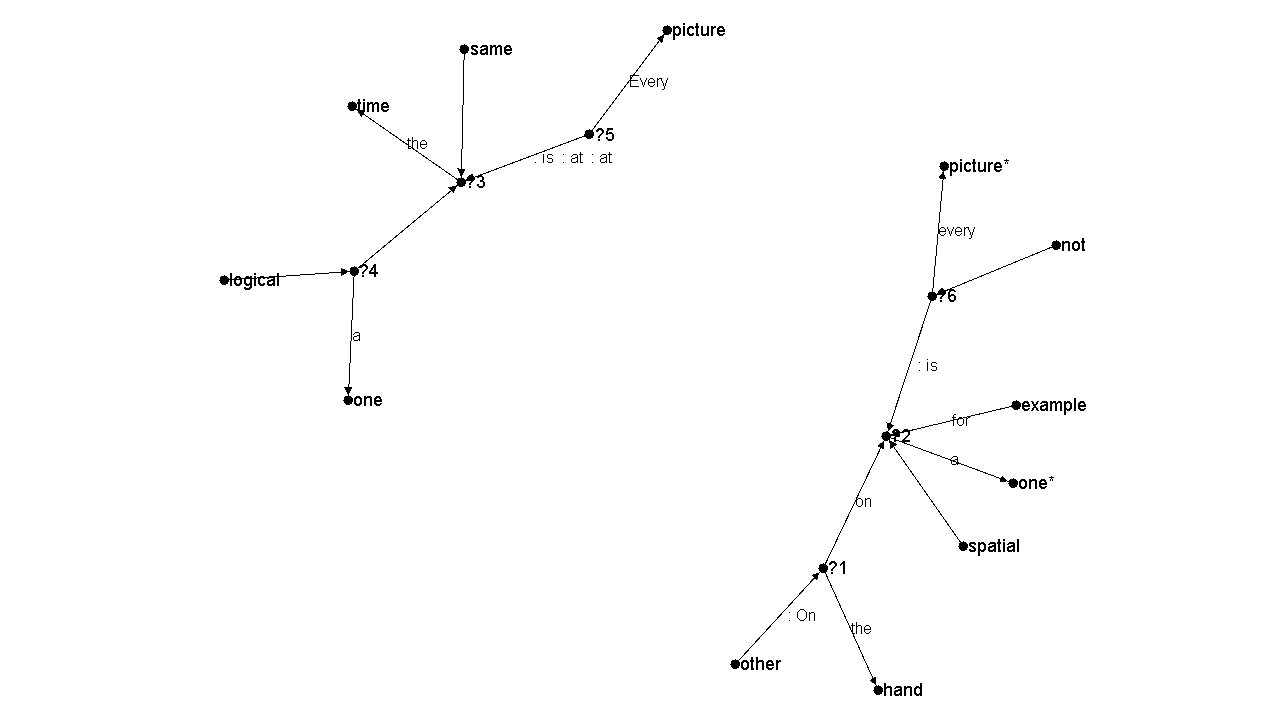 picture
same
Every
time
?5
the
: is : at : at
picture*
?3
every
not
?4
logical
?6
a
: is
one
example
for
?2
a
one*
on
spatial
?1
: On
the
other
hand